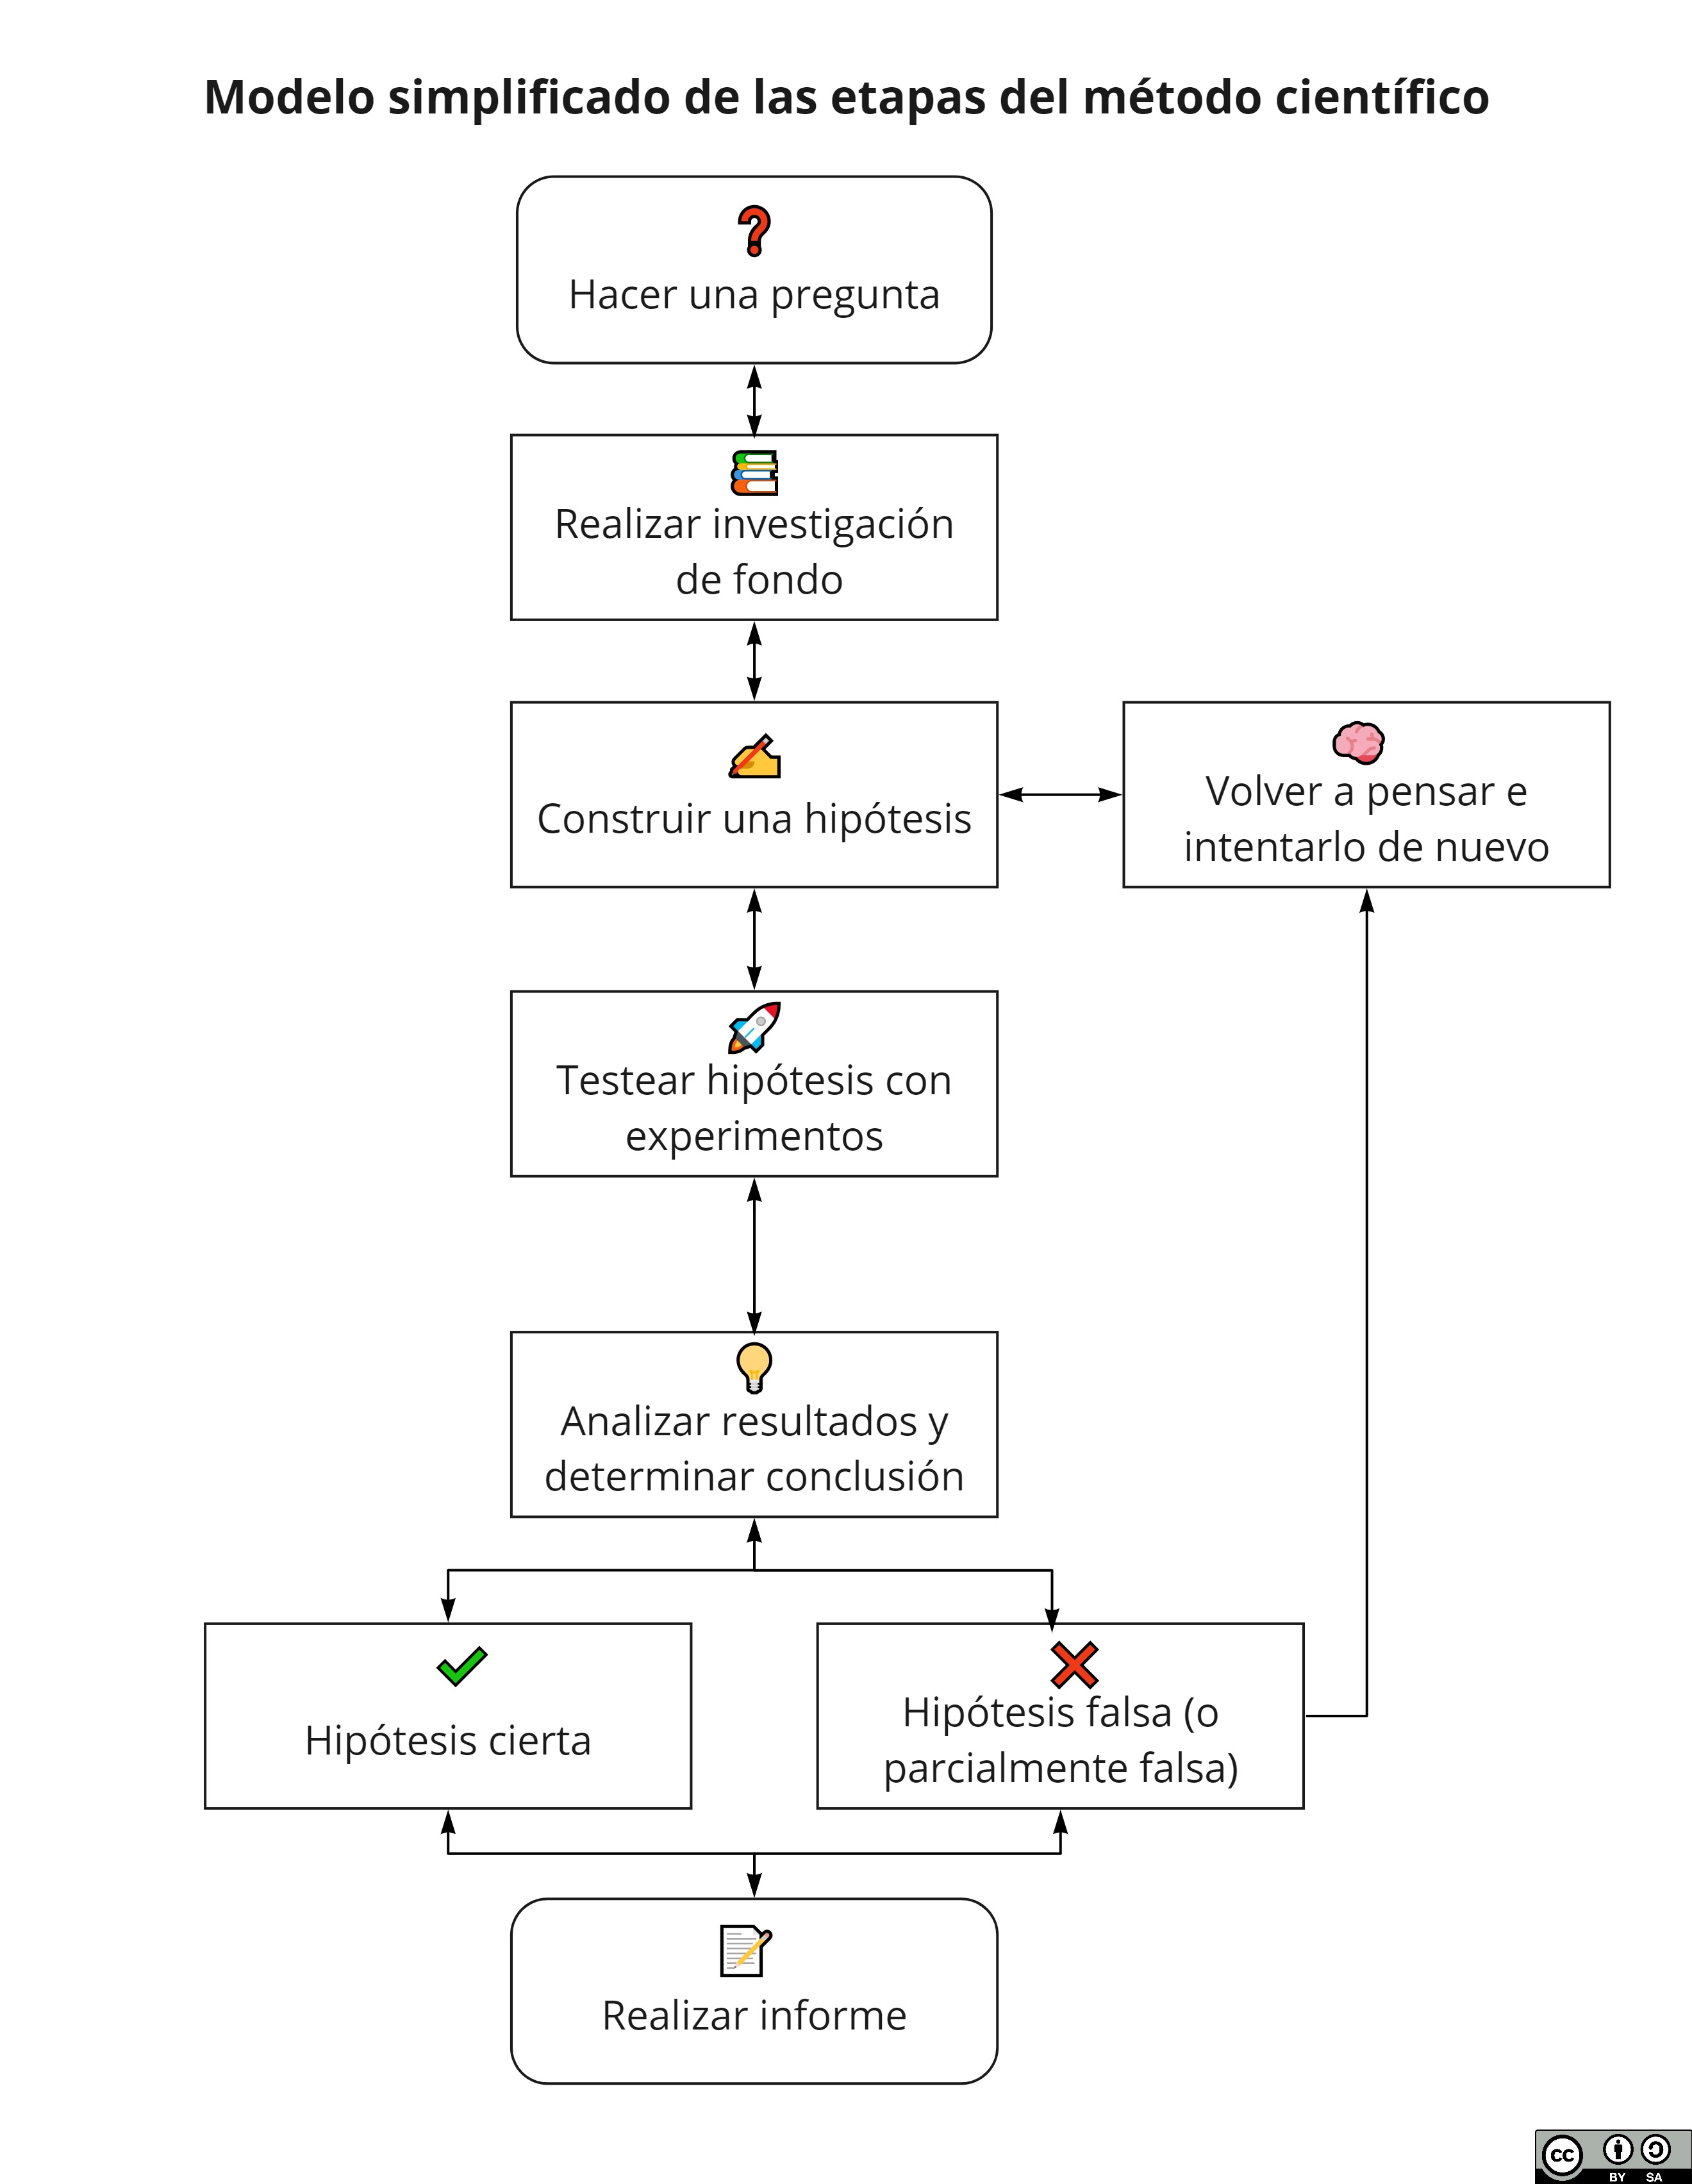 Modelo simplificado de las etapas del método científico
Hacer una pregunta
Realizar investigación
de fondo
Construir una hipótesis
Volver a pensar e
intentarlo de nuevo
Testear hipótesis con
experimentos
Analizar resultados y
determinar conclusión
Hipótesis cierta
Hipótesis falsa (o
parcialmente falsa)
Realizar informe
cc
BY SA